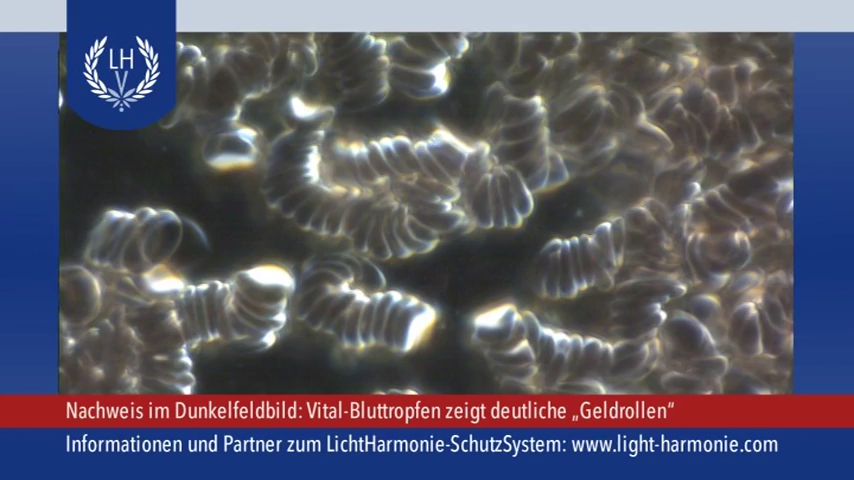 LH
V
Nachweis im Dunkelfeldbild: Vital-Bluttropfen zeigt deutliche „Geldrollen“
Informationen und Partner zum LichtHarmonie-SchutzSystem: www.light-harmonie.com